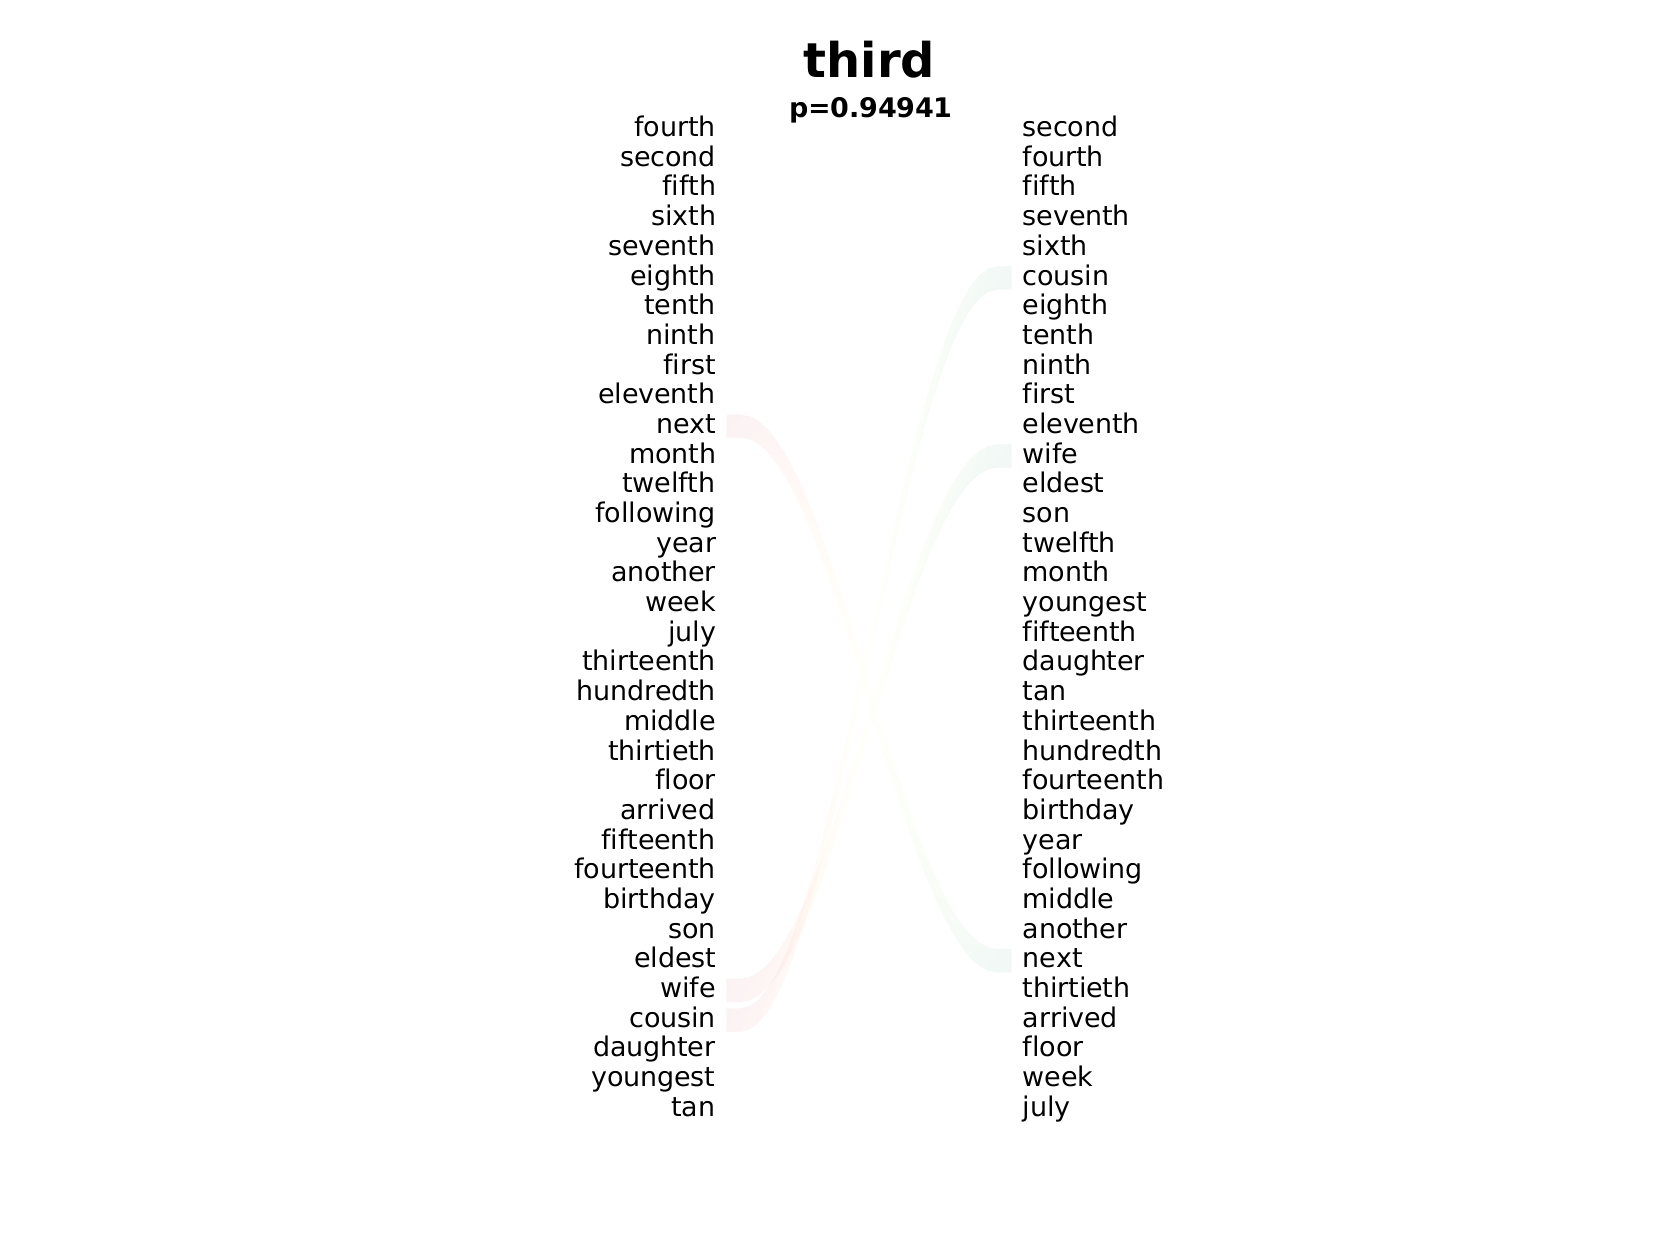 third
p=0.94941
fourth
second
fifth
sixth
seventh
eighth
tenth
ninth
first
eleventh
next
month
twelfth
following
year
another
week
july
thirteenth
hundredth
middle
thirtieth
floor
arrived
fifteenth
fourteenth
birthday
son
eldest
wife
cousin
daughter
youngest
tan
second
fourth
fifth
seventh
sixth
cousin
eighth
tenth
ninth
first
eleventh
wife
eldest
son
twelfth
month
youngest
fifteenth
daughter
tan
thirteenth
hundredth
fourteenth
birthday
year
following
middle
another
next
thirtieth
arrived
floor
week
july